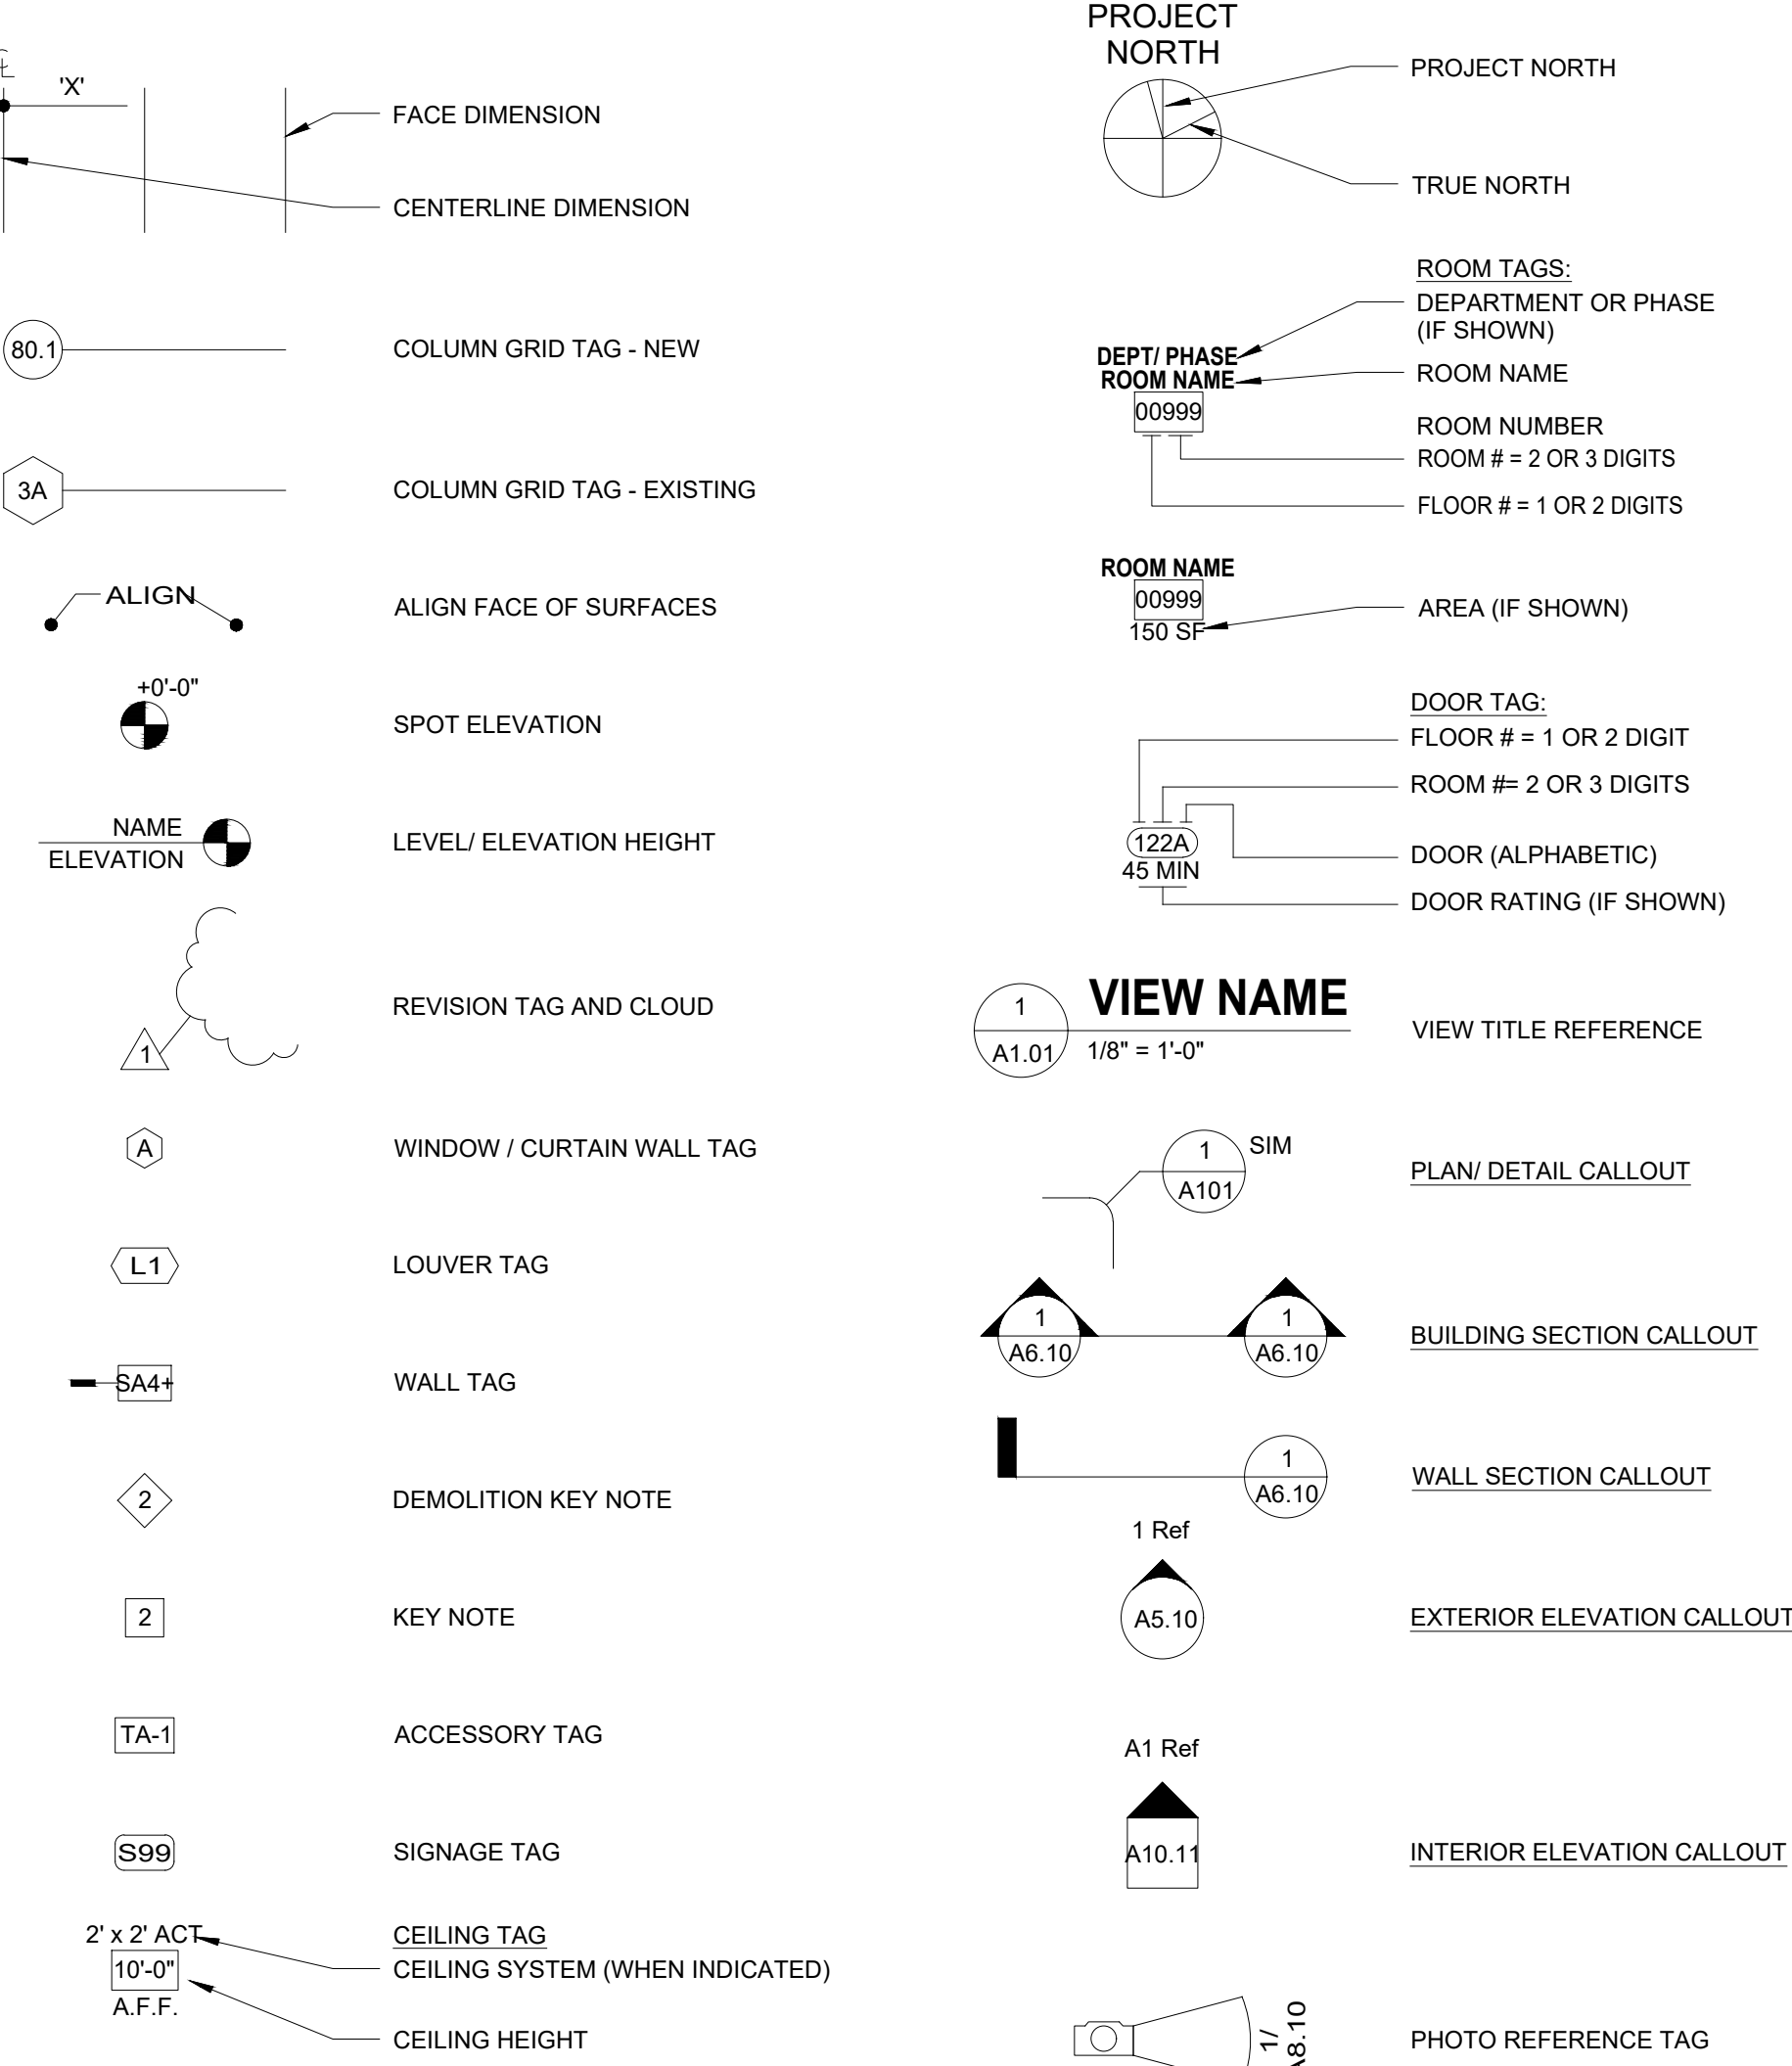 'X'
FACE DIMENSION
CENTERLINE DIMENSION
80.1
COLUMN GRID TAG - NEW
3A
COLUMN GRID TAG - EXISTING
ALIGN
ALIGN FACE OF SURFACES
+0'-0"
SPOT ELEVATION
NAME
ELEVATION
LEVEL/ ELEVATION HEIGHT
1
REVISION TAG AND CLOUD
A
WINDOW / CURTAIN WALL TAG
L1
LOUVER TAG
SA4+
WALL TAG
2
DEMOLITION KEY NOTE
2
KEY NOTE
TA-1
ACCESSORY TAG
S99
SIGNAGE TAG
2' x 2' ACT
10'-0"
A.F.F.
CEILING TAG
CEILING SYSTEM (WHEN INDICATED)
CEILING HEIGHT
PROJECT
NORTH
PROJECT NORTH
TRUE NORTH
ROOM TAGS:
DEPARTMENT OR PHASE
(IF SHOWN)
DEPT/ PHASE
ROOM NAME
00999
ROOM NAME
ROOM NUMBER
ROOM # = 2 OR 3 DIGITS
FLOOR # = 1 OR 2 DIGITS
ROOM NAME
00999
150 SF
AREA (IF SHOWN)
DOOR TAG:
FLOOR # = 1 OR 2 DIGIT
ROOM #= 2 OR 3 DIGITS
122A
45 MIN
DOOR (ALPHABETIC)
DOOR RATING (IF SHOWN)
1
A1.01
VIEW NAME
1/8" = 1'-0"
VIEW TITLE REFERENCE
1
A101
SIM
PLAN/ DETAIL CALLOUT
1
A6.10
1
A6.10
BUILDING SECTION CALLOUT
1
A6.10
WALL SECTION CALLOUT
1 Ref
A5.10
EXTERIOR ELEVATION CALLOUT
A1 Ref
A10.11
INTERIOR ELEVATION CALLOUT
1/
A8.10
PHOTO REFERENCE TAG